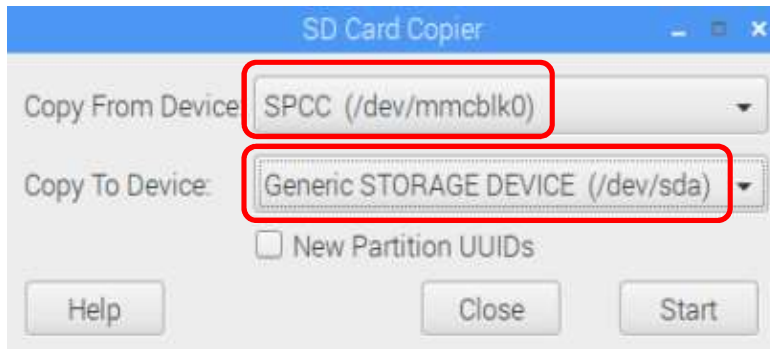 SD Card Copier
Copy From Device: SPCC (/dev/mmcblk0)
Copy To Device: Generic STORAGE DEVICE (/dev/sda)
New Partition UUIDs
Help Close Start